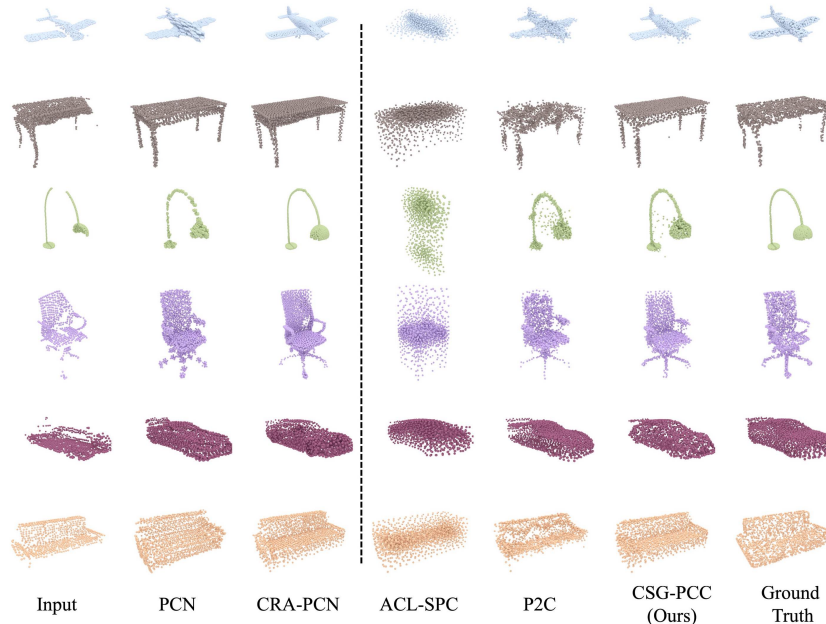 Input
PCN
CRA-PCN
ACL-SPC
P2C
CSG-PCC
(Ours)
Ground
Truth